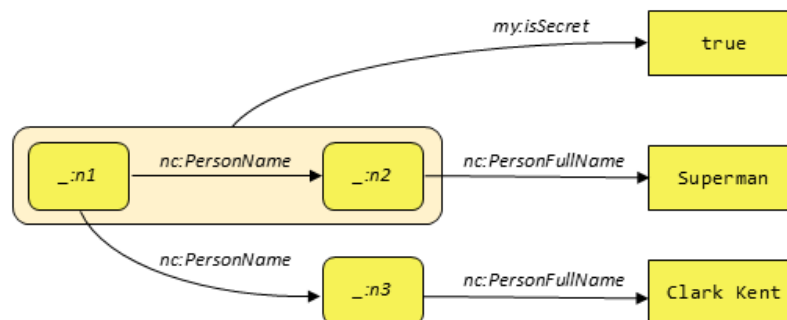 my:isSecret
true
_:n1
nc:PersonName
_:n2
nc:PersonFullName
Superman
nc:PersonName
_:n3
nc:PersonFullName
Clark Kent